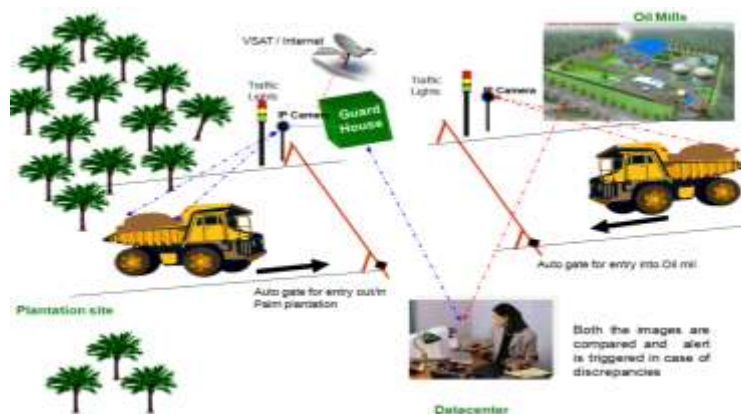 Oil Mills
VSAT / Internet
Traffic
Lights
IP Camera
Guard
House
Traffic
Lights
IP Camera
Auto gate for entry out/in
Palm plantation
Auto gate for entry into Oil mil
Plantation site
Both the images are
compared and alert
is triggered in case of
discrepancies
Datacenter